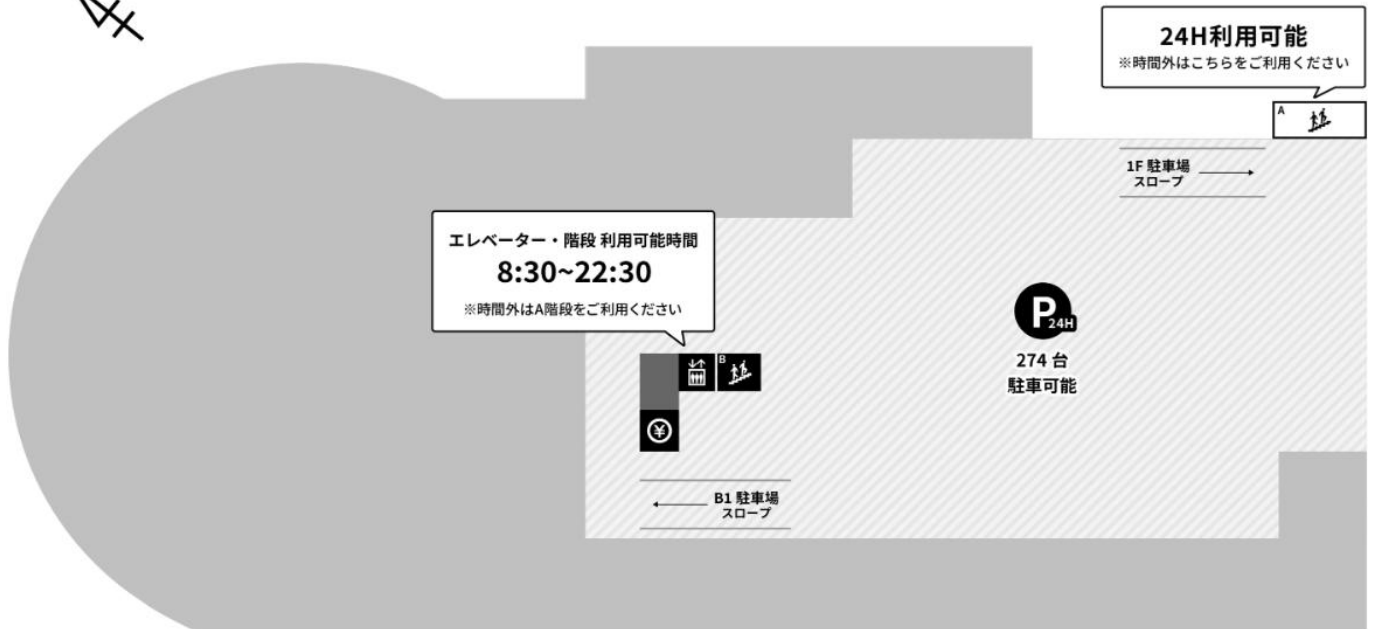 24H利用可能
※時間外はこちらをご利用ください
A
1F 駐車場
スロープ
エレベーター・階段 利用可能時間
8:30~22:30
※時間外はA階段をご利用ください
P
24H
274 台
駐車可能
B
¥
B1 駐車場
スロープ